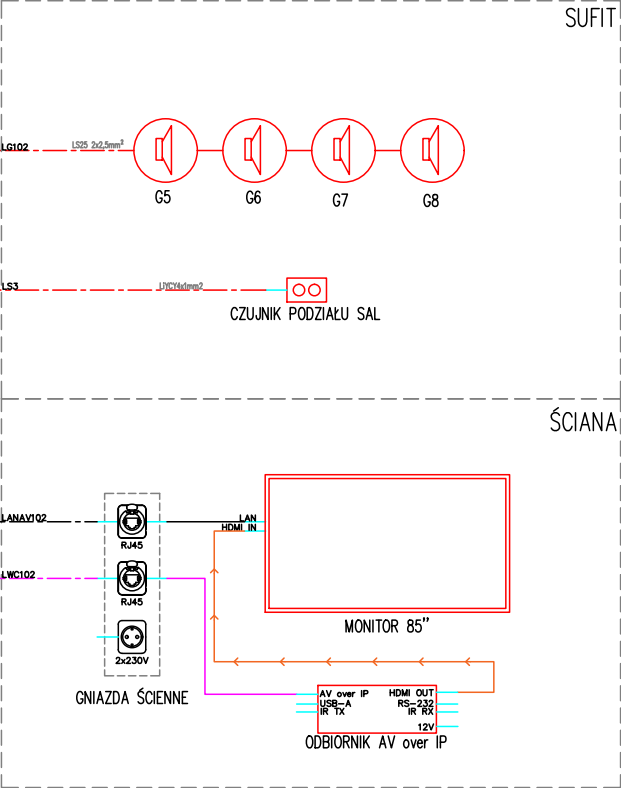 SUFIT
LG102
LS25 2x2,5mm²
G5
G6
G7
G8
LS3
LIYCY4x1mm2
CZUJNIK PODZIAŁU SAL
ŚCIANA
LANAV102
RJ45
LAN
HDMI IN
MONITOR 85"
LWC102
RJ45
2x230V
GNIAZDA ŚCIENNE
AV over IP
HDMI OUT
USB-A
RS-232
IR TX
IR RX
12V
ODBIORNIK AV over IP